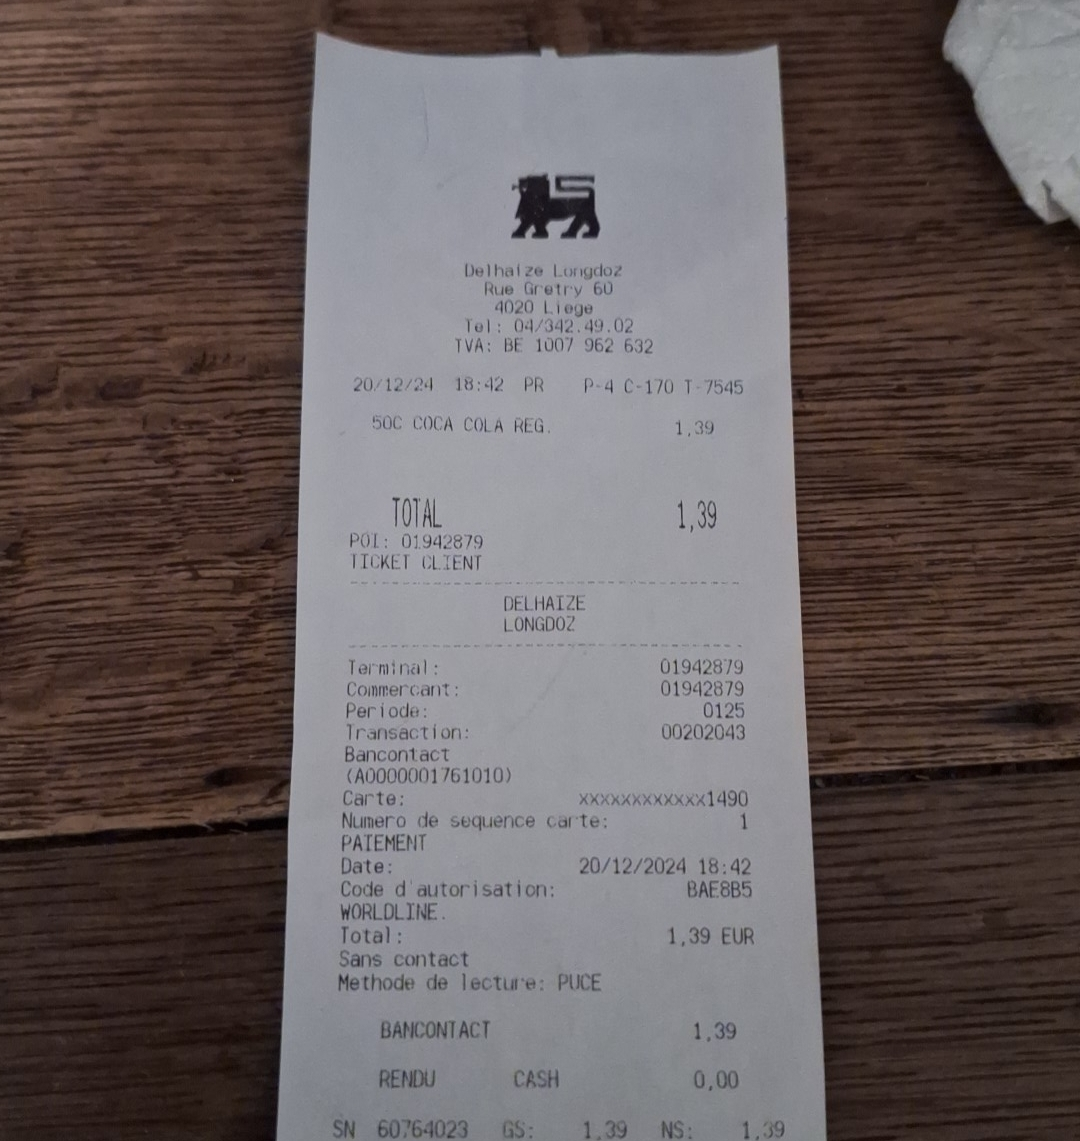 Delhaize Longdoz
Rue Gretry 60
4020 Liege
Tel: 04/342.49.02
TVA: BE 1007 962 632
20/12/24 18:42 PR P-4 C-170 T-7545
50C COCA COLA REG. 1,39
TOTAL 1,39
POI: 01942879
TICKET CLIENT
DELHAIZE
LONGDOZ
Terminal: 01942879
Commercant: 01942879
Periode: 0125
Transaction: 00202043
Bancontact
(A0000001761010)
Carte: xxxxxxxxxxxx1490
Numero de sequence carte: 1
PAIEMENT
Date: 20/12/2024 18:42
Code d'autorisation: BAE8B5
WORLDLINE.
Total: 1,39 EUR
Sans contact
Methode de lecture: PUCE
BANCONTACT 1,39
RENDU CASH 0,00
SN 60764023 GS: 1,39 NS: 1,39